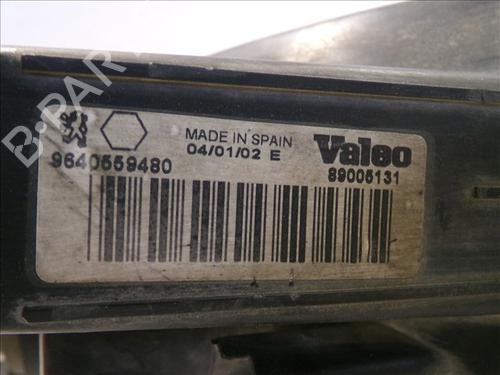 B-PARTS
MADE IN SPAIN
04/01/02 E
Valeo
9640559480
89005131